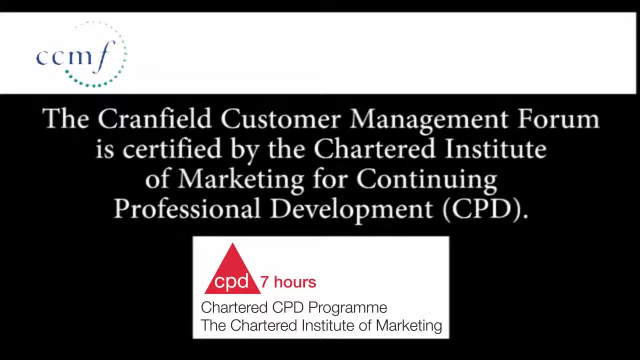 ccmf
The Cranfield Customer Management Forum
is certified by the Chartered Institute
of Marketing for Continuing
Professional Development (CPD).
cpd 7 hours
Chartered CPD Programme
The Chartered Institute of Marketing